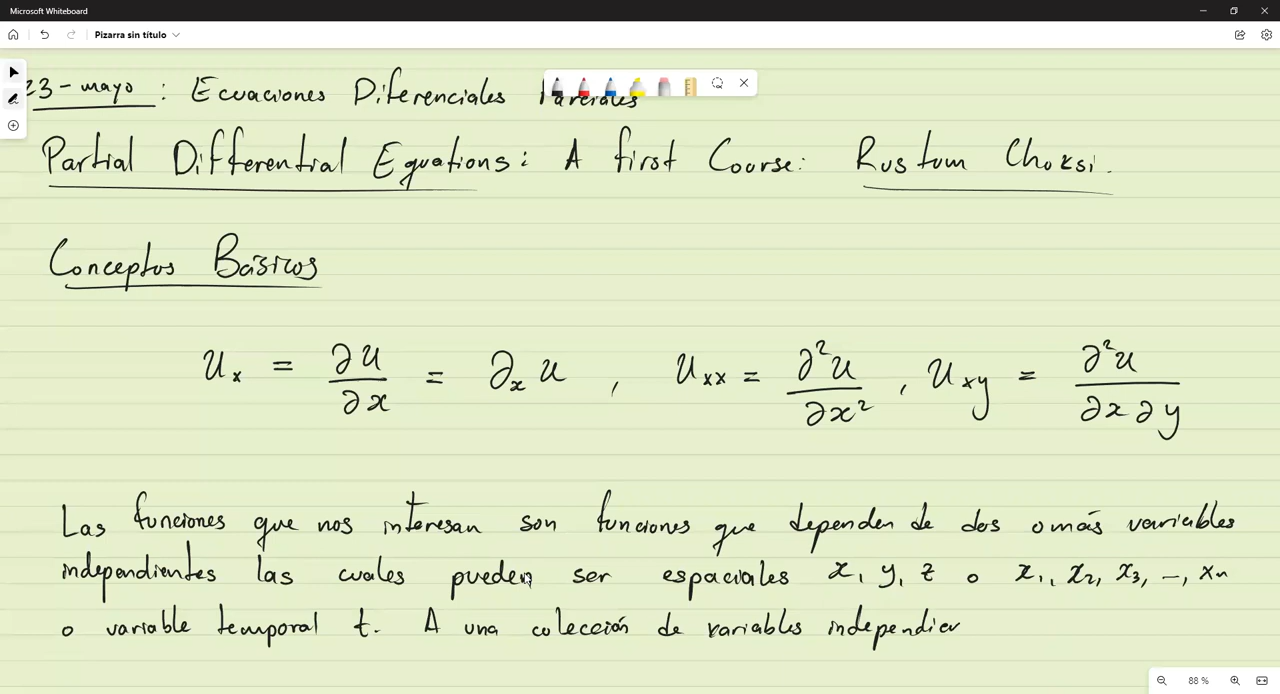 Microsoft Whiteboard
Pizarra sin título
23-mayo : Ecuaciones Diferenciales Parciales
Partial Differential Equations: A first Course: Rustum Choksi.
Conceptos Básicos
u_x = ∂u/∂x = ∂_x u , u_xx = ∂²u/∂x² , u_xy = ∂²u/∂x∂y
Las funciones que nos interesan son funciones que dependen de dos o más variables
independientes las cuales pueden ser espaciales x, y, z o x₁, x₂, x₃, –, xₙ
o variable temporal t. A una colección de variables independien
88 %